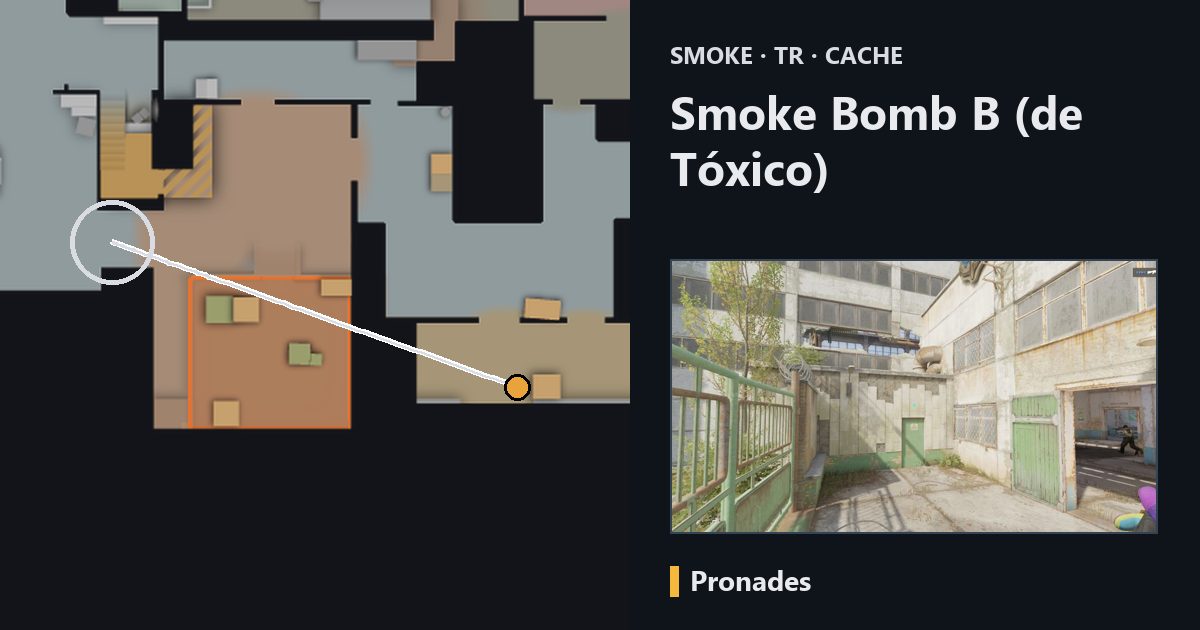 SMOKE · TR · CACHE
Smoke Bomb B (de
Tóxico)
Pronades